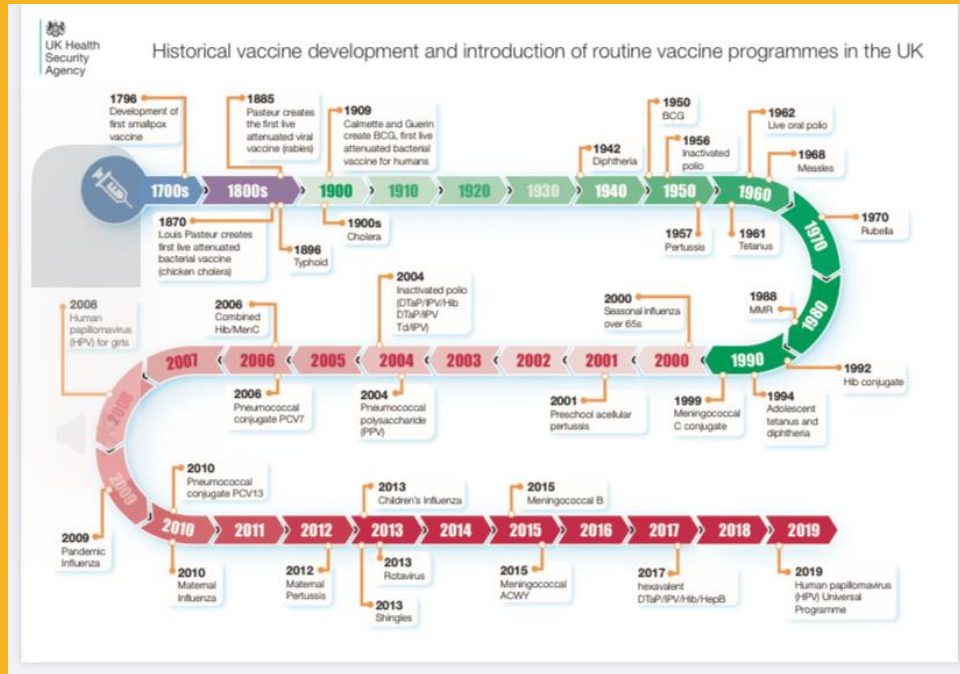 UK Health
Security
Agency
Historical vaccine development and introduction of routine vaccine programmes in the UK
1796
Development of
first smallpox
vaccine
1885
Pasteur creates
the first live
attenuated viral
vaccine (rabies)
1909
Calmette and Guerin
create BCG, first live
attenuated bacterial
vaccine for humans
1942
Diphtheria
1950
BCG
1956
Inactivated
polio
1962
Live oral polio
1968
Measles
1700s
1800s
1900
1910
1920
1930
1940
1950
1960
1970
1980
1870
Louis Pasteur creates
first live attenuated
bacterial vaccine
(chicken cholera)
1896
Typhoid
1900s
Cholera
1957
Pertussis
1961
Tetanus
1970
Rubella
1988
MMR
2008
Human
papillomavirus
(HPV) for girls
2006
Combined
Hib/MenC
2004
Inactivated polio
(DTaP/IPV/Hib
DTaP/IPV
Td/IPV)
2000
Seasonal influenza
over 65s
2007
2006
2005
2004
2003
2002
2001
2000
1990
2006
Pneumococcal
conjugate PCV7
2004
Pneumococcal
polysaccharide
(PPV)
2001
Preschool acellular
pertussis
1999
Meningococcal
C conjugate
1994
Adolescent
tetanus and
diphtheria
1992
Hib conjugate
2008
2009
2010
Pneumococcal
conjugate PCV13
2013
Children's Influenza
2015
Meningococcal B
2010
2011
2012
2013
2014
2015
2016
2017
2018
2019
2009
Pandemic
Influenza
2010
Maternal
Influenza
2012
Maternal
Pertussis
2013
Rotavirus
2013
Shingles
2015
Meningococcal
ACWY
2017
hexavalent
DTaP/IPV/Hib/HepB
2019
Human papillomavirus
(HPV) Universal
Programme